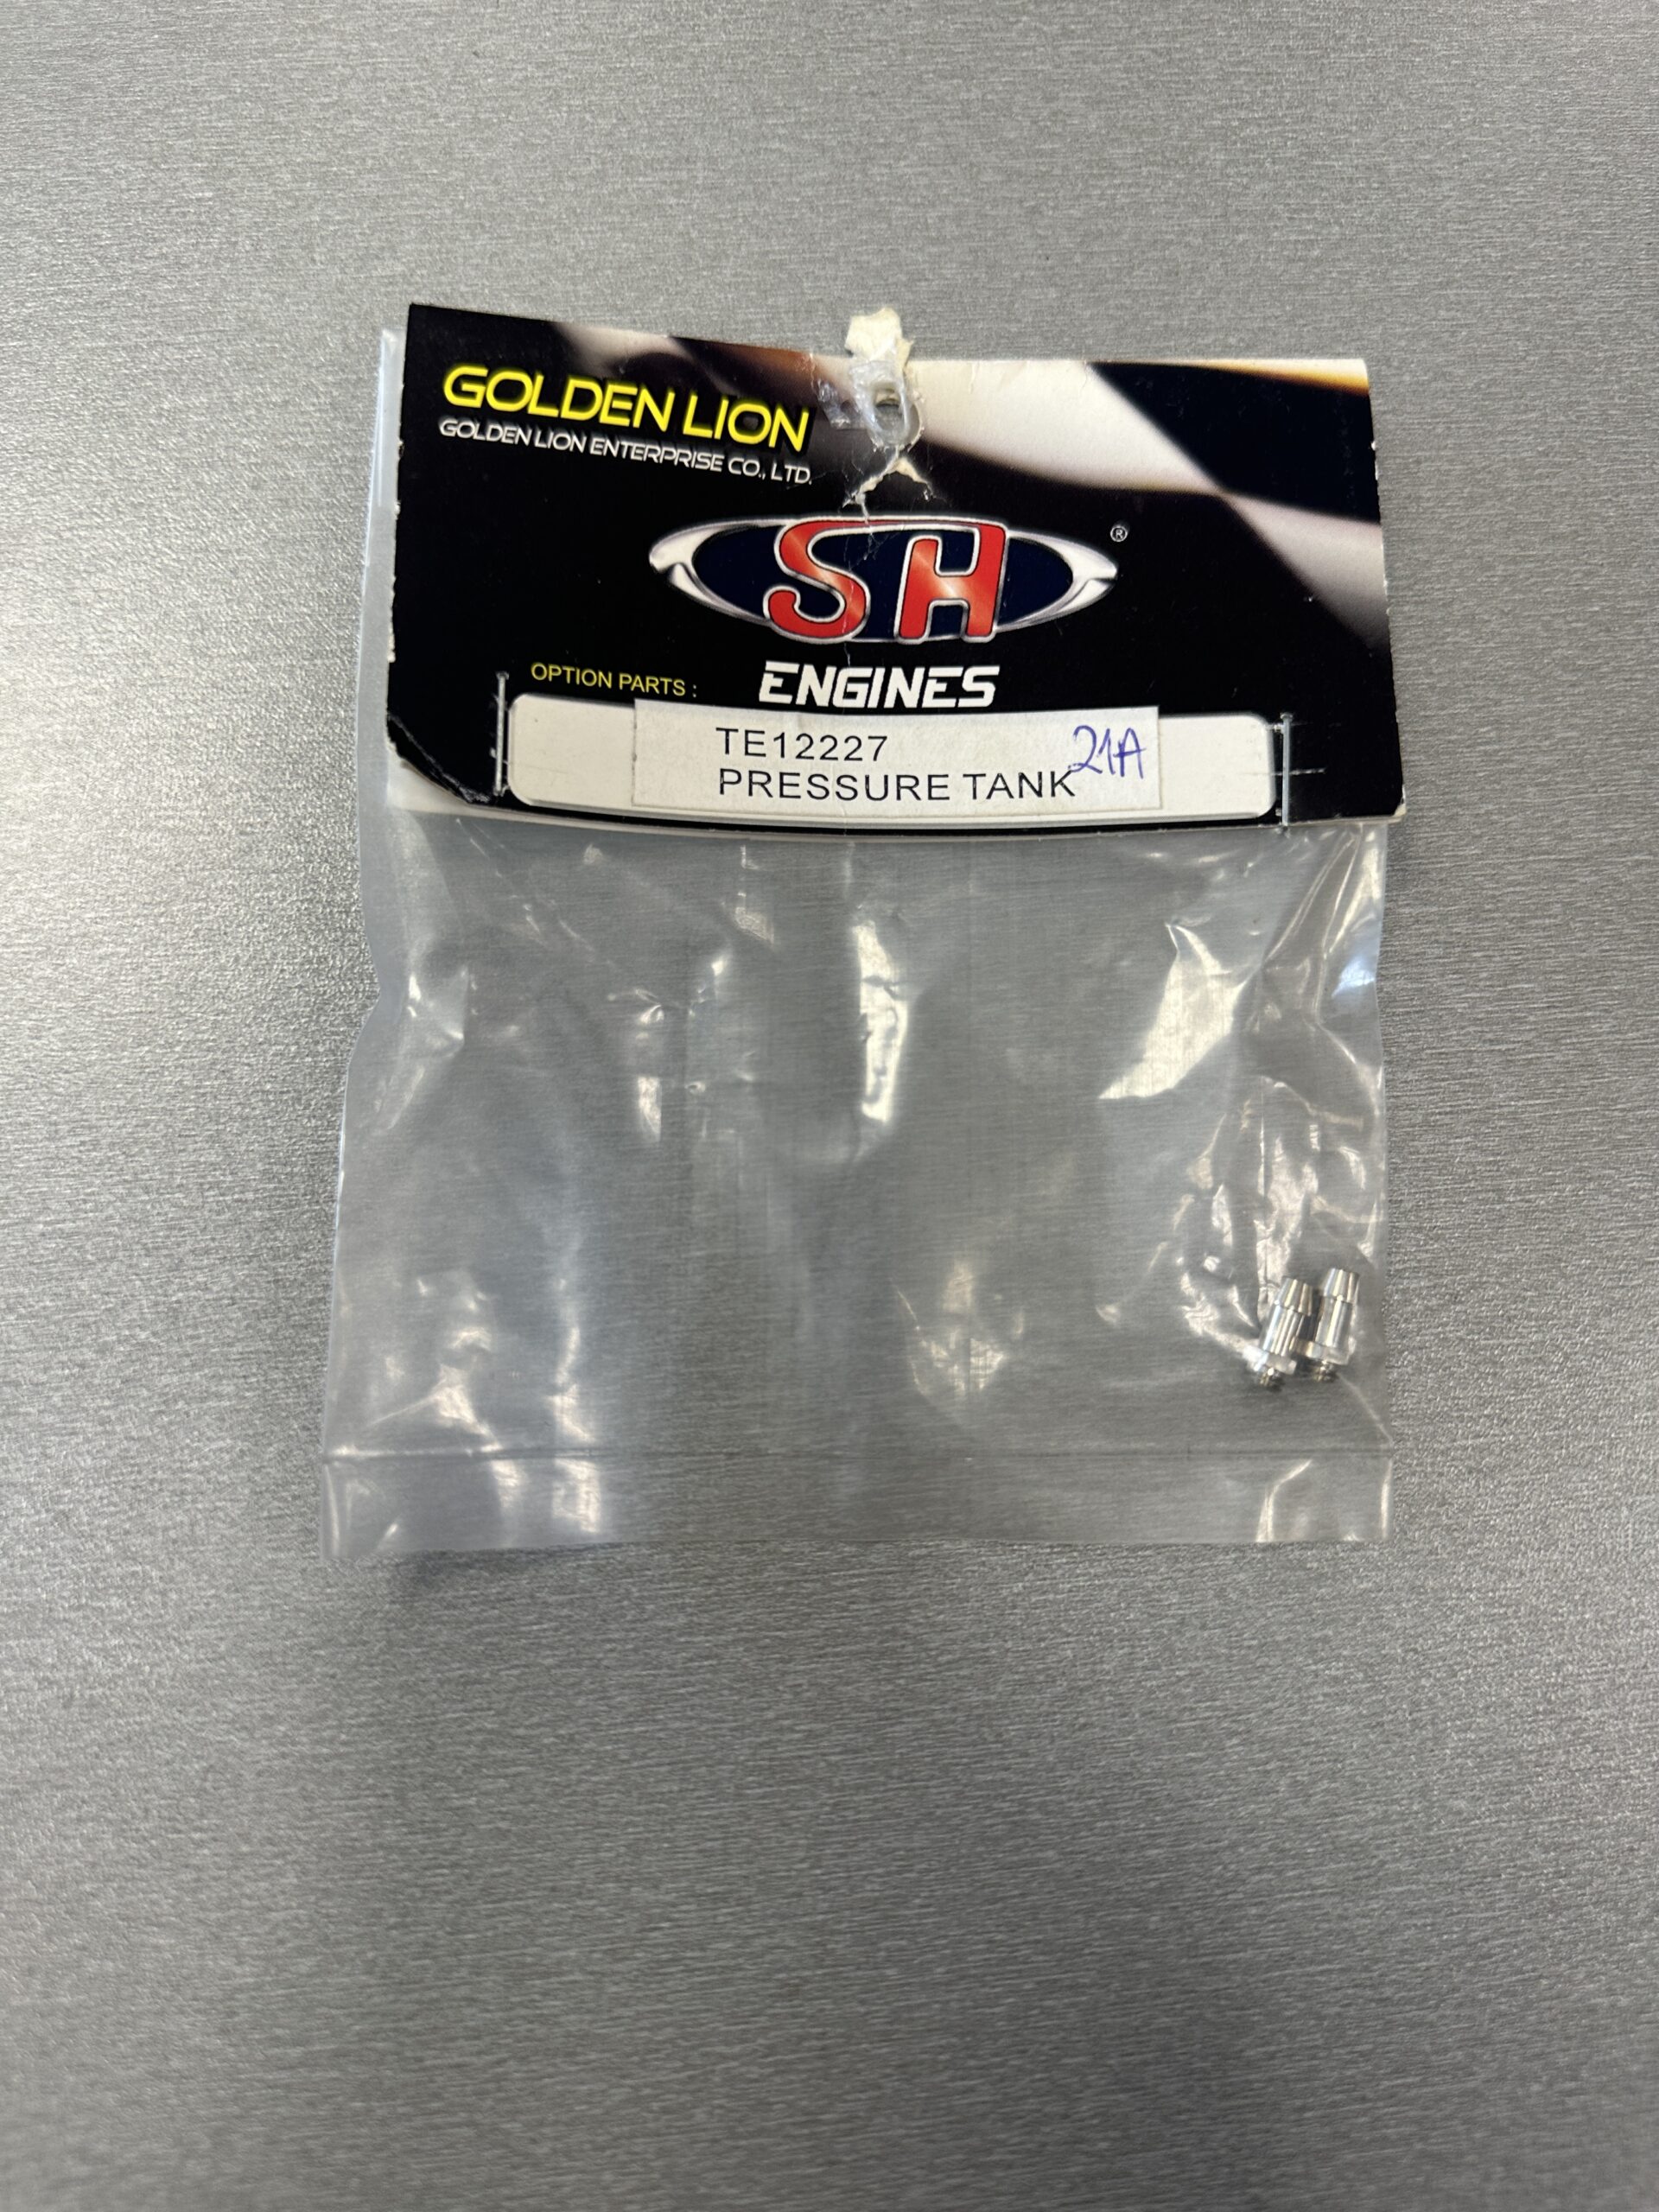 GOLDEN LION
GOLDEN LION ENTERPRISE CO., LTD.
SH ®
ENGINES
OPTION PARTS :
TE12227 21A
PRESSURE TANK